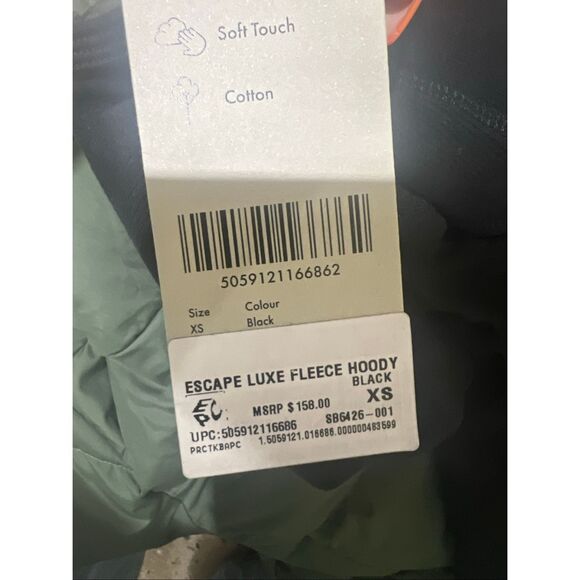 Soft Touch
Cotton
5059121166862
Size Colour
XS Black
ESCAPE LUXE FLEECE HOODY
BLACK
EPC XS
MSRP $158.00
SB6426-001
UPC:505912116686
1.5059121.016686.000000483599
PRCTKBAPC